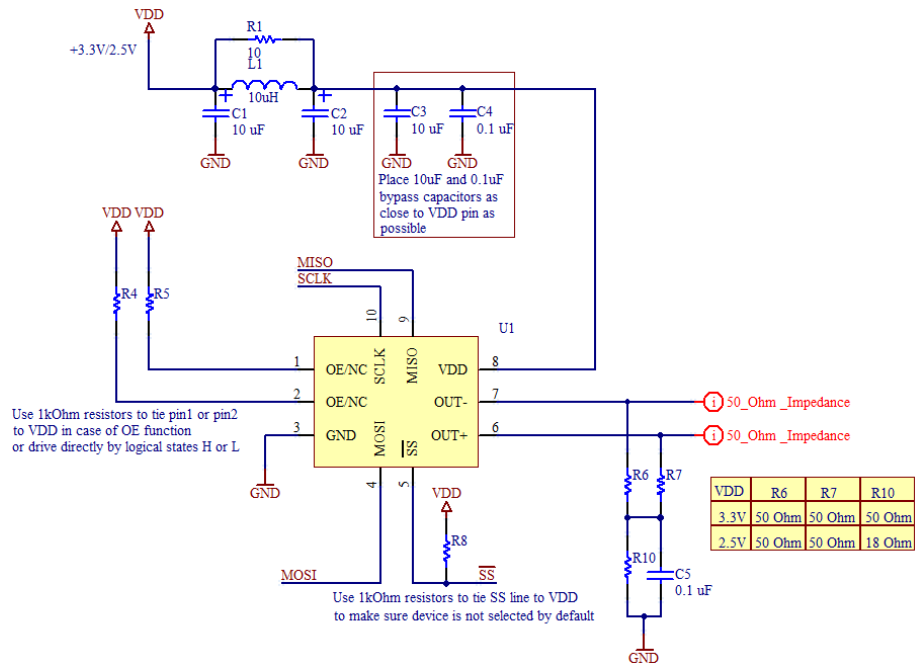 VDD
+3.3V/2.5V
R1
10
L1
10uH
C1
10 uF
C2
10 uF
C3
10 uF
C4
0.1 uF
GND
GND
GND
GND
Place 10uF and 0.1uF
bypass capacitors as
close to VDD pin as
possible
VDD
VDD
R4
R5
MISO
SCLK
10
9
U1
1
OE/NC
SCLK
MISO
VDD
8
2
OE/NC
OUT-
7
50_Ohm _Impedance
3
GND
MOSI
SS
OUT+
6
50_Ohm _Impedance
Use 1kOhm resistors to tie pin1 or pin2
to VDD in case of OE function
or drive directly by logical states H or L
GND
4
5
VDD
R8
MOSI
SS
Use 1kOhm resistors to tie SS line to VDD
to make sure device is not selected by default
R6
R7
R10
C5
0.1 uF
GND
VDD R6 R7 R10
3.3V 50 Ohm 50 Ohm 50 Ohm
2.5V 50 Ohm 50 Ohm 18 Ohm